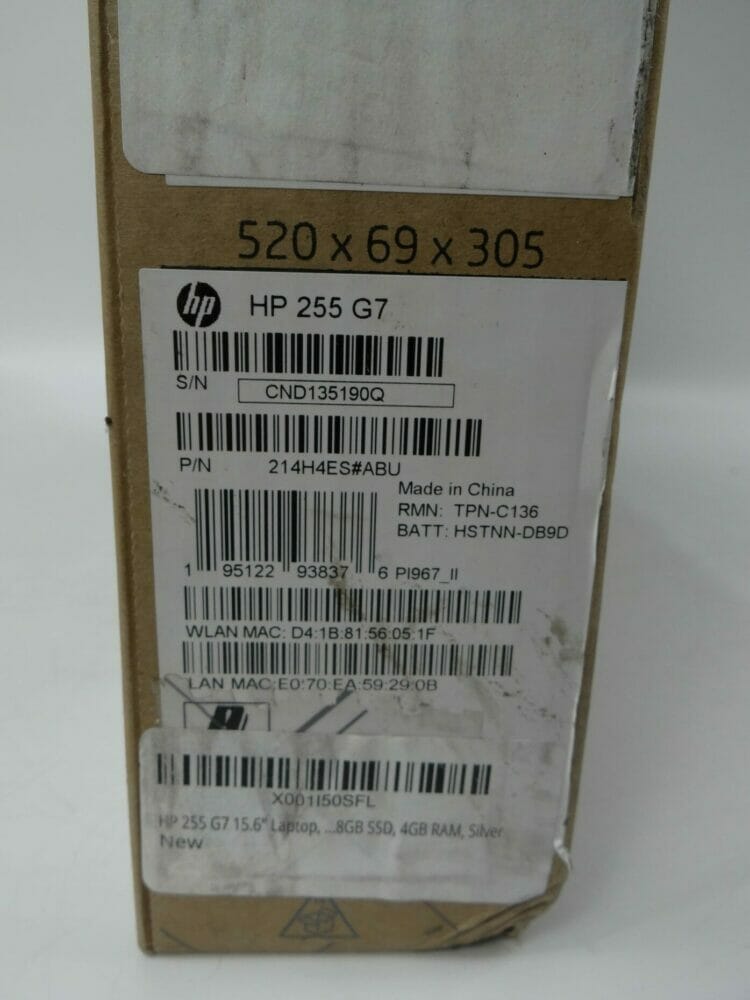 520 x 69 x 305
hp HP 255 G7
S/N CND135190Q
P/N 214H4ES#ABU
Made in China
RMN: TPN-C136
BATT: HSTNN-DB9D
1 95122 93837 6 PI967_II
WLAN MAC: D4:1B:81:56:05:1F
LAN MAC:E0:70:EA:59:29:0B
X001I50SFL
HP 255 G7 15.6" Laptop, ...8GB SSD, 4GB RAM, Silver
New